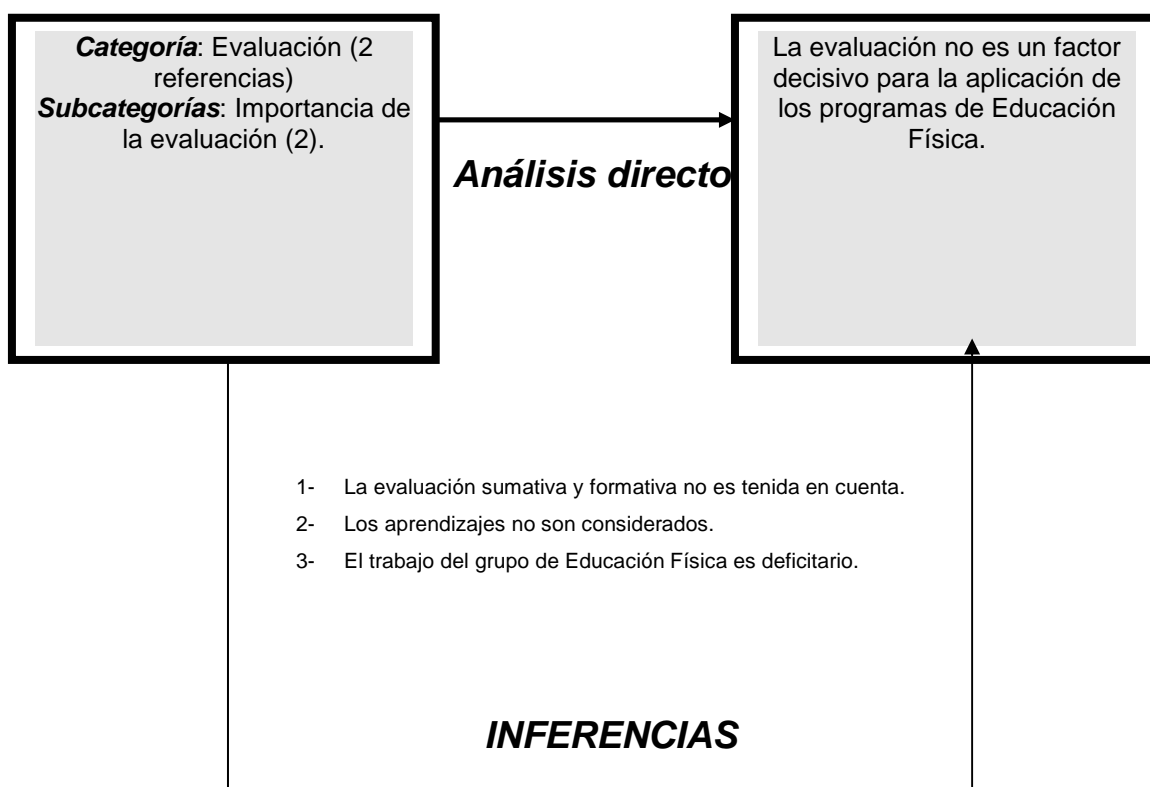 Categoría: Evaluación (2
referencias)
Subcategorías: Importancia de
la evaluación (2).
La evaluación no es un factor
decisivo para la aplicación de
los programas de Educación
Física.
Análisis directo
1- La evaluación sumativa y formativa no es tenida en cuenta.
2- Los aprendizajes no son considerados.
3- El trabajo del grupo de Educación Física es deficitario.
INFERENCIAS